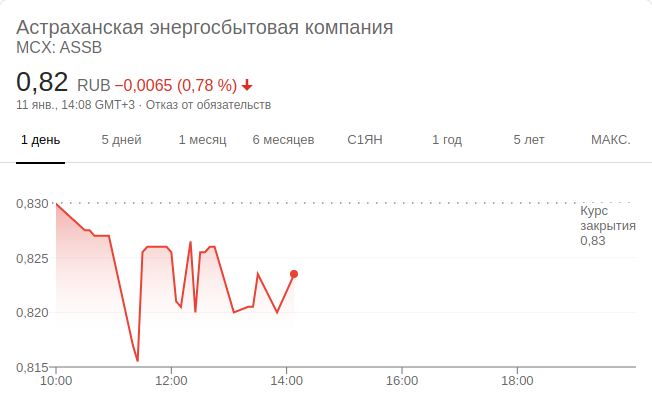 Астраханская энергосбытовая компания
MCX: ASSB
0,82 RUB −0,0065 (0,78 %)
11 янв., 14:08 GMT+3 · Отказ от обязательств
1 день 5 дней 1 месяц 6 месяцев С1ЯН 1 год 5 лет МАКС.
0,830
Курс
закрытия
0,83
0,825
0,820
0,815
10:00 12:00 14:00 16:00 18:00